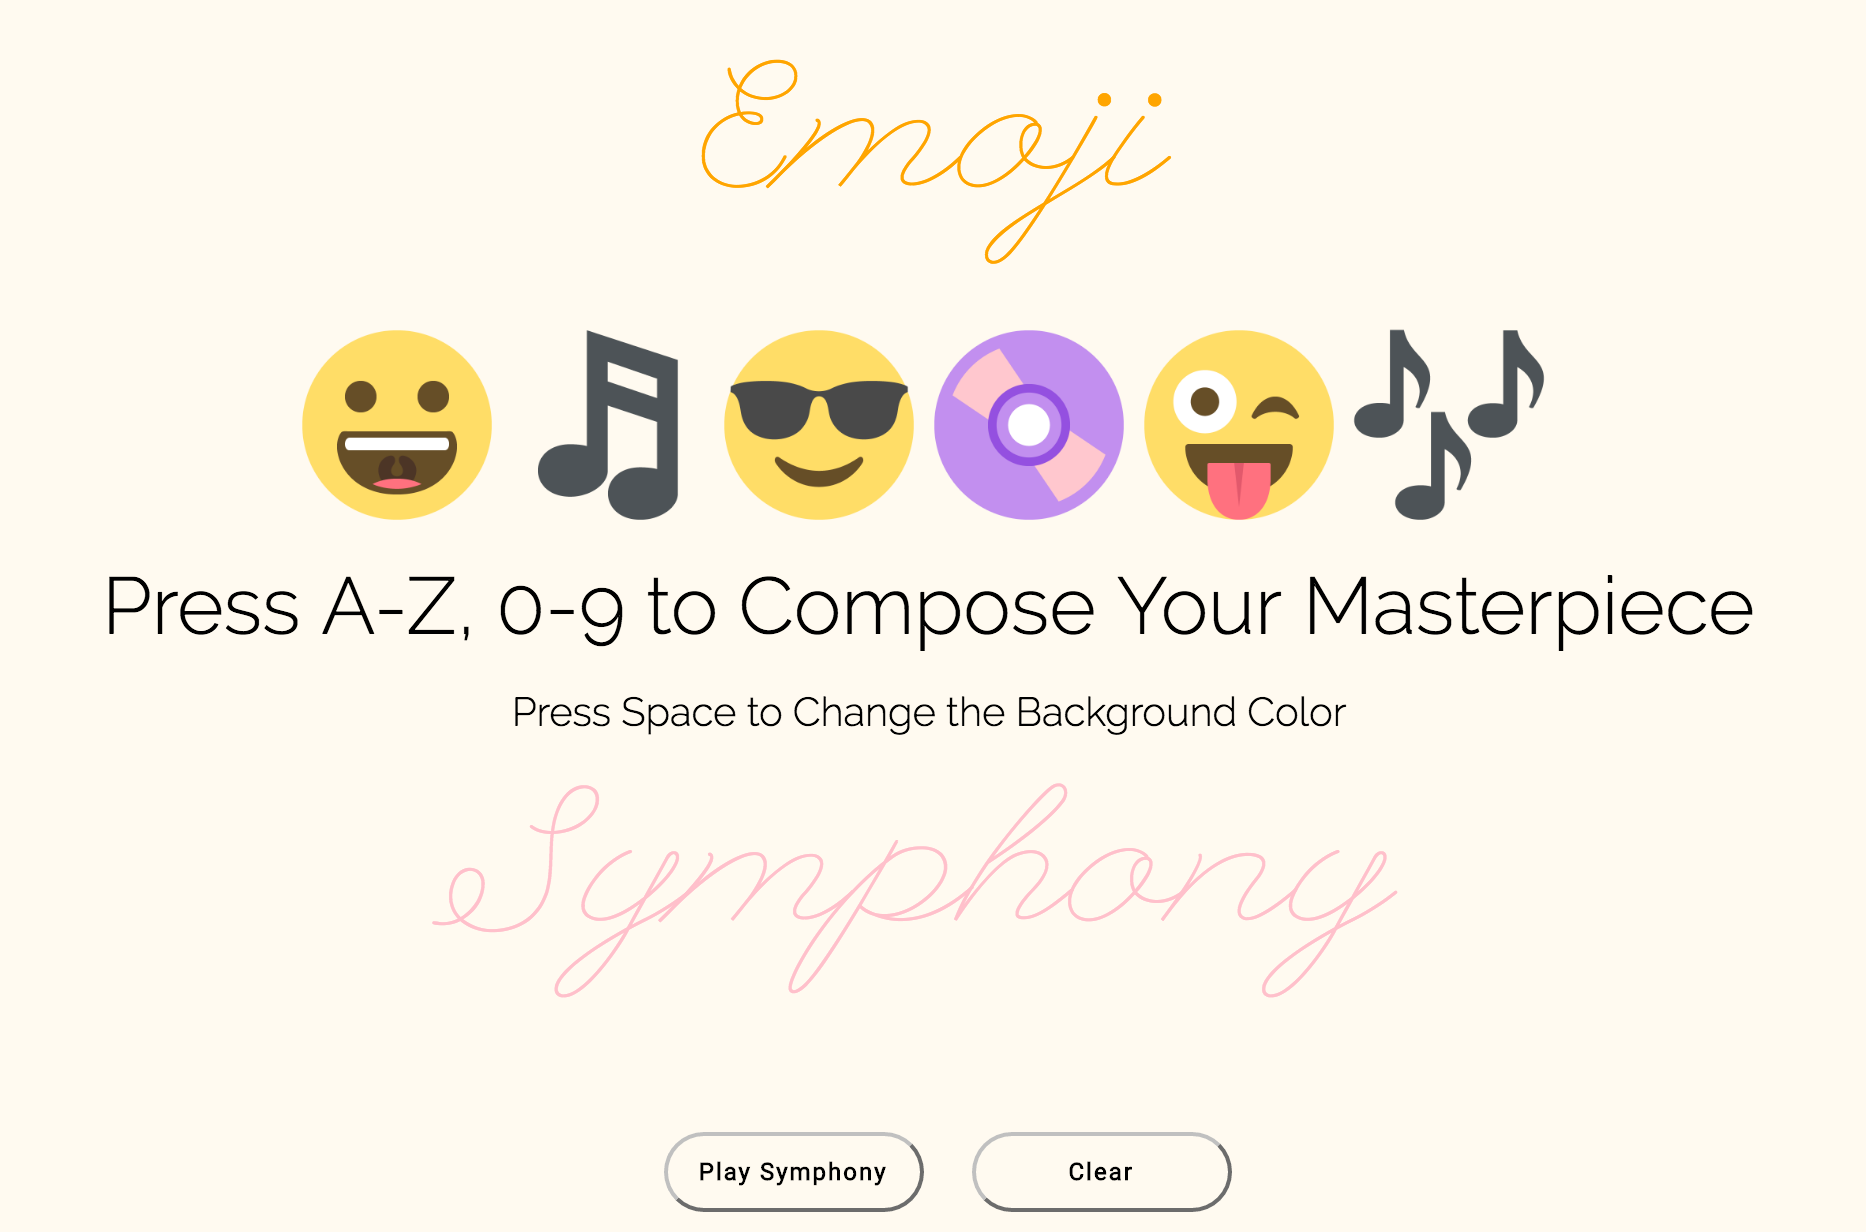 Emoji
Press A-Z, 0-9 to Compose Your Masterpiece
Press Space to Change the Background Color
Symphony
Play Symphony
Clear